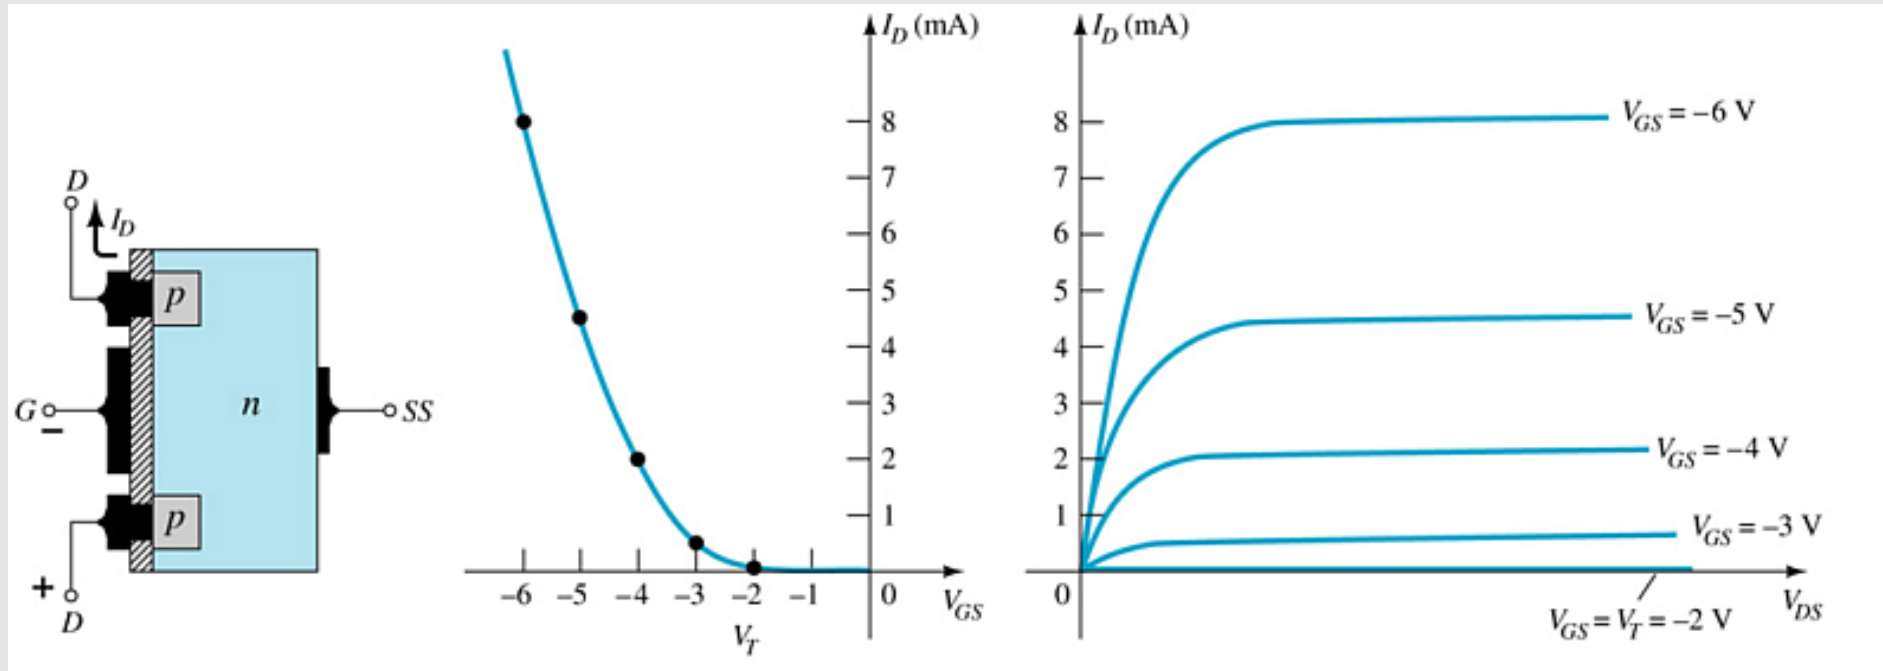 D
I_D
p
G
−
n
SS
p
+
D
I_D (mA)
8
7
6
5
4
3
2
1
–6 –5 –4 –3 –2 –1 0 V_GS
V_T
I_D (mA)
8
7
6
5
4
3
2
1
0
V_GS = –6 V
V_GS = –5 V
V_GS = –4 V
V_GS = –3 V
V_DS
V_GS = V_T = –2 V